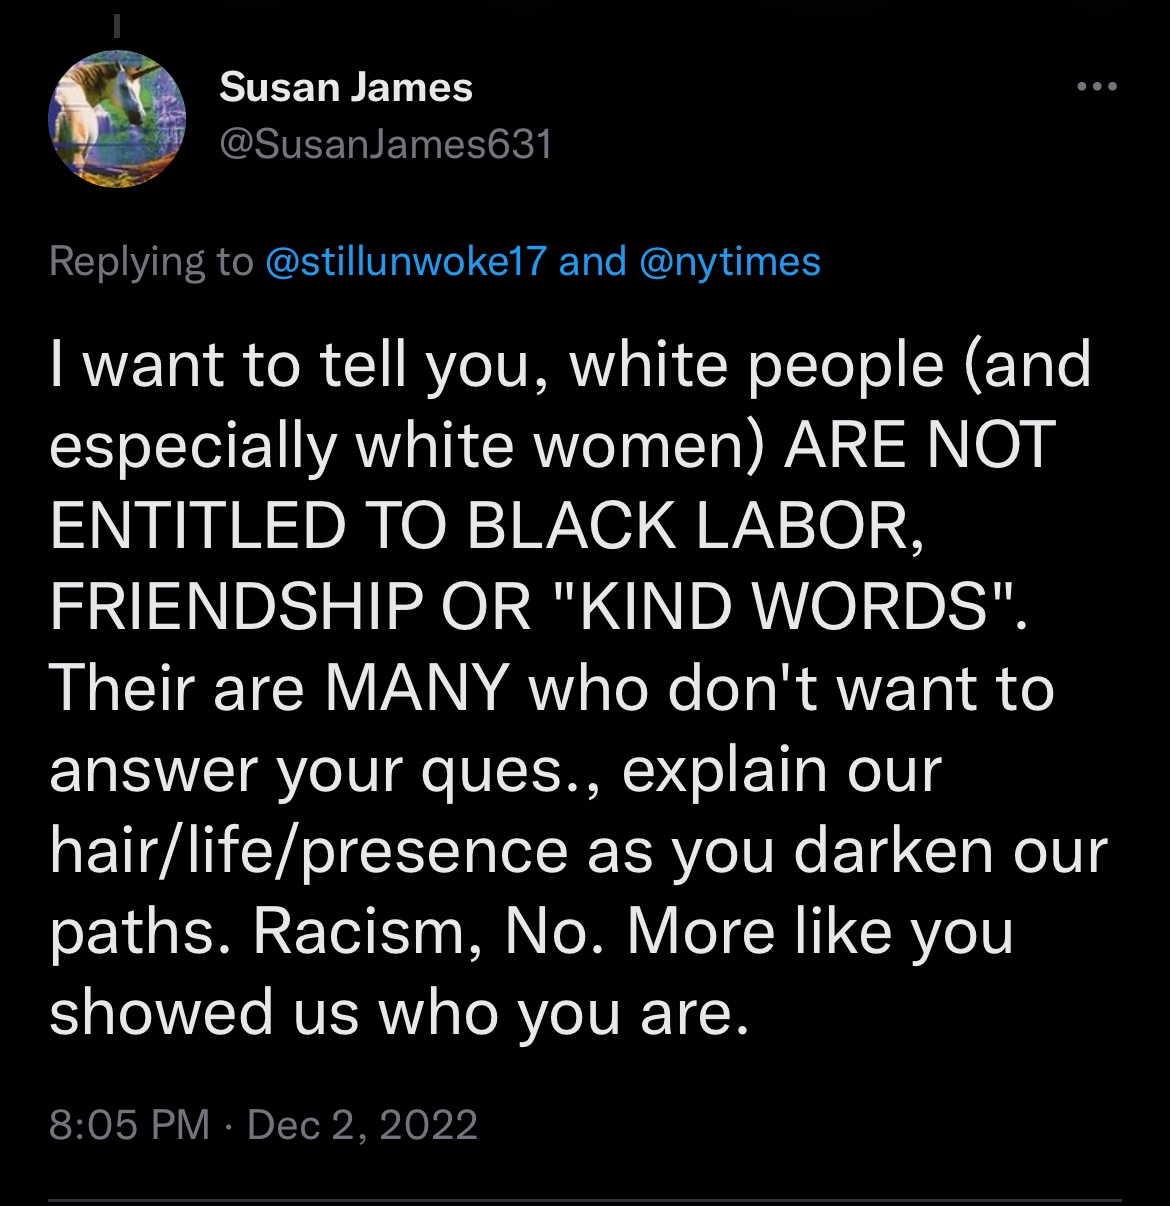 Susan James
@SusanJames631
Replying to @stillunwoke17 and @nytimes
I want to tell you, white people (and
especially white women) ARE NOT
ENTITLED TO BLACK LABOR,
FRIENDSHIP OR "KIND WORDS".
Their are MANY who don't want to
answer your ques., explain our
hair/life/presence as you darken our
paths. Racism, No. More like you
showed us who you are.
8:05 PM · Dec 2, 2022